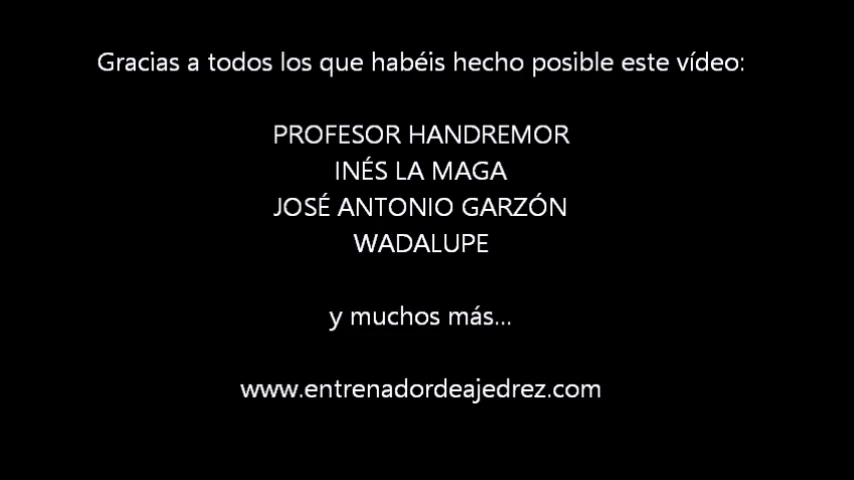 Gracias a todos los que habéis hecho posible este vídeo:
PROFESOR HANDREMOR
INÉS LA MAGA
JOSÉ ANTONIO GARZÓN
WADALUPE
y muchos más...
www.entrenadordeajedrez.com